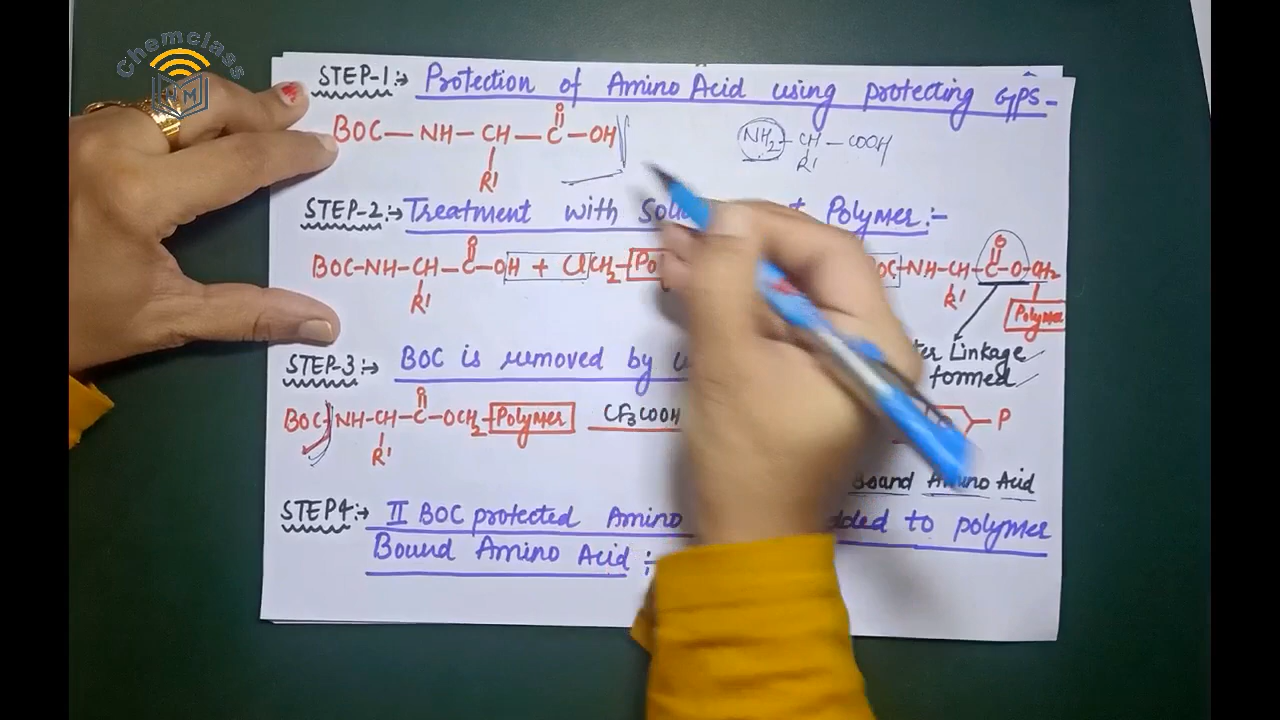 Chemclass
STEP-1:- Protection of Amino Acid using protecting GPS-
BOC-NH-CH-C-OH
O
R'
NH2-CH-COOH
R'
STEP-2:- Treatment with Polymer:-
BOC-NH-CH-C-OH + ClCH2-
O
R'
-NH-CH-C-O-CH2
O
R'
Polymer
Linkage
formed
STEP-3:- BOC is removed by
BOC-NH-CH-C-OCH2-Polymer CF3COOH
O
R'
-P
Bound Amino Acid
STEP4:- II BOC protected Amino to polymer
Bound Amino Acid :-